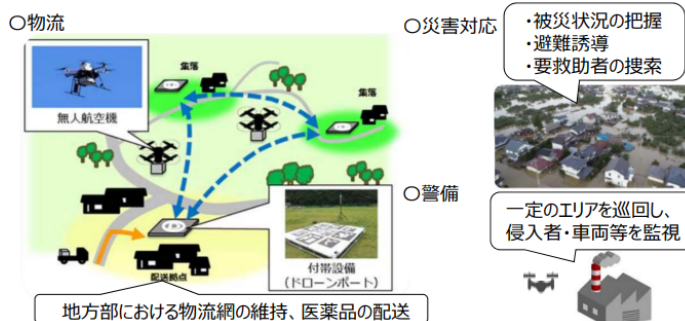 〇物流
集落
集落
無人航空機
配送拠点
付帯設備
（ドローンポート）
地方部における物流網の維持、医薬品の配送
〇災害対応
・被災状況の把握
・避難誘導
・要救助者の捜索
〇警備
一定のエリアを巡回し、
侵入者・車両等を監視